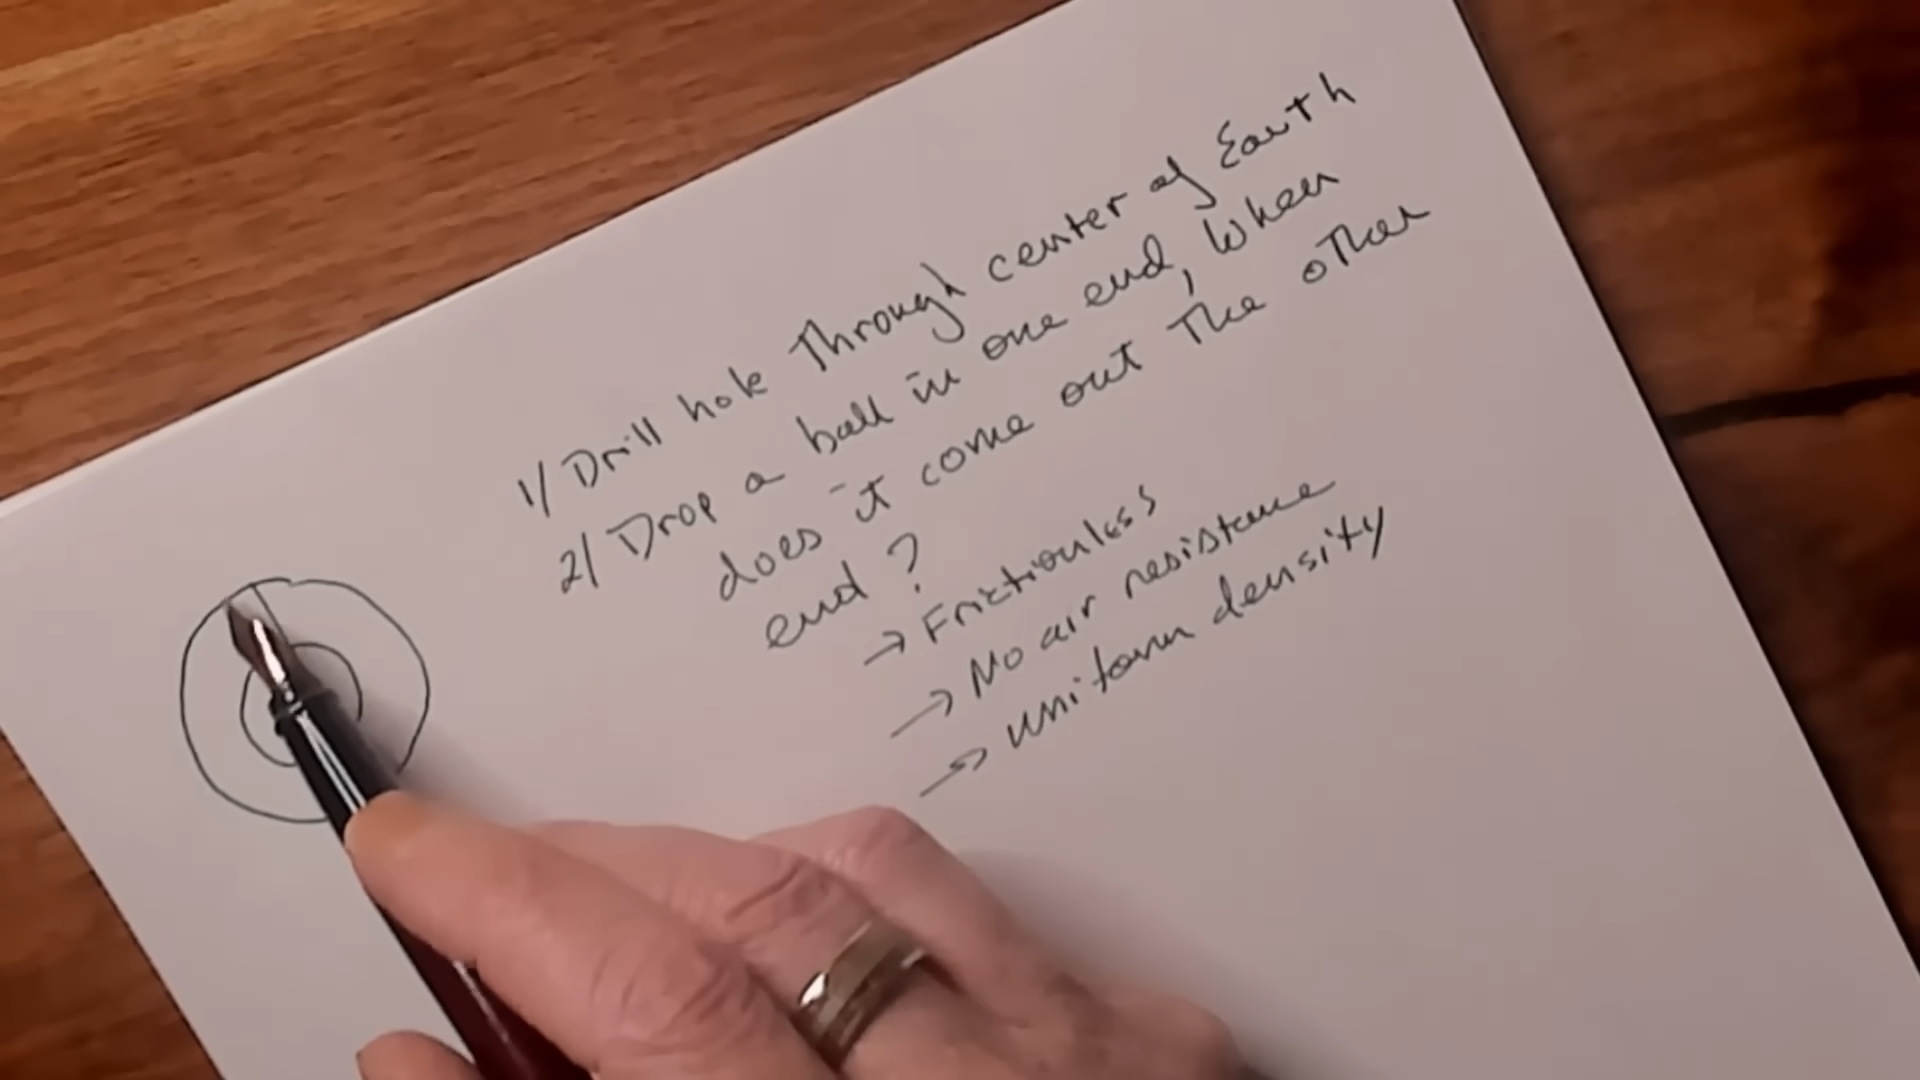 1/ Drill hole Through center of Earth
2/ Drop a ball in one end, When
does it come out The other
end?
→ Frictionless
→ No air resistance
→ uniform density